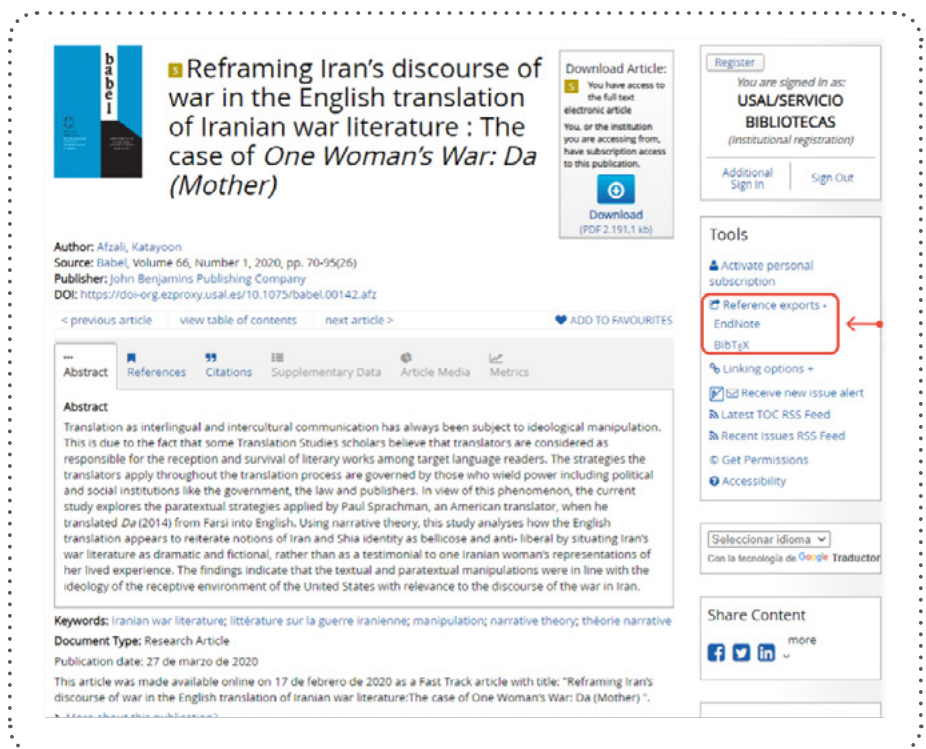 babel
S Reframing Iran's discourse of
war in the English translation
of Iranian war literature : The
case of One Woman's War: Da
(Mother)
Download Article:
S You have access to
the full text
electronic article
You, or the institution
you are accessing from,
have subscription access
to this publication.
Download
(PDF 2.191,1 kb)
Author: Afzali, Katayoon
Source: Babel, Volume 66, Number 1, 2020, pp. 70-95(26)
Publisher: John Benjamins Publishing Company
DOI: https://doi-org.ezproxy.usal.es/10.1075/babel.00142.afz
< previous article
view table of contents
next article >
ADD TO FAVOURITES
Abstract
References
Citations
Supplementary Data
Article Media
Metrics
Abstract
Translation as interlingual and intercultural communication has always been subject to ideological manipulation.
This is due to the fact that some Translation Studies scholars believe that translators are considered as
responsible for the reception and survival of literary works among target language readers. The strategies the
translators apply throughout the translation process are governed by those who wield power including political
and social institutions like the government, the law and publishers. In view of this phenomenon, the current
study explores the paratextual strategies applied by Paul Sprachman, an American translator, when he
translated Da (2014) from Farsi into English. Using narrative theory, this study analyses how the English
translation appears to reiterate notions of Iran and Shia identity as bellicose and anti- liberal by situating Iran's
war literature as dramatic and fictional, rather than as a testimonial to one Iranian woman's representations of
her lived experience. The findings indicate that the textual and paratextual manipulations were in line with the
ideology of the receptive environment of the United States with relevance to the discourse of the war in Iran.
Keywords: Iranian war literature; littérature sur la guerre iranienne; manipulation; narrative theory; théorie narrative
Document Type: Research Article
Publication date: 27 de marzo de 2020
This article was made available online on 17 de febrero de 2020 as a Fast Track article with title: "Reframing Iran's
discourse of war in the English translation of Iranian war literature:The case of One Woman's War: Da (Mother) ".
Register
You are signed in as:
USAL/SERVICIO
BIBLIOTECAS
(Institutional registration)
Additional
Sign In
Sign Out
Tools
Activate personal
subscription
Reference exports -
EndNote
BibTEX
Linking options +
Receive new issue alert
Latest TOC RSS Feed
Recent Issues RSS Feed
© Get Permissions
Accessibility
Seleccionar idioma
Con la tecnología de Google Traductor
Share Content
more